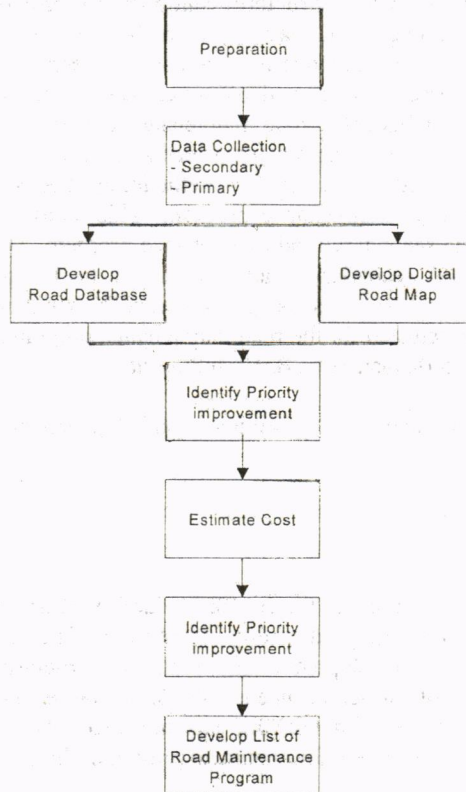 Preparation
Data Collection
- Secondary
- Primary
Develop
Road Database
Develop Digital
Road Map
Identify Priority
improvement
Estimate Cost
Identify Priority
improvement
Develop List of
Road Maintenance
Program